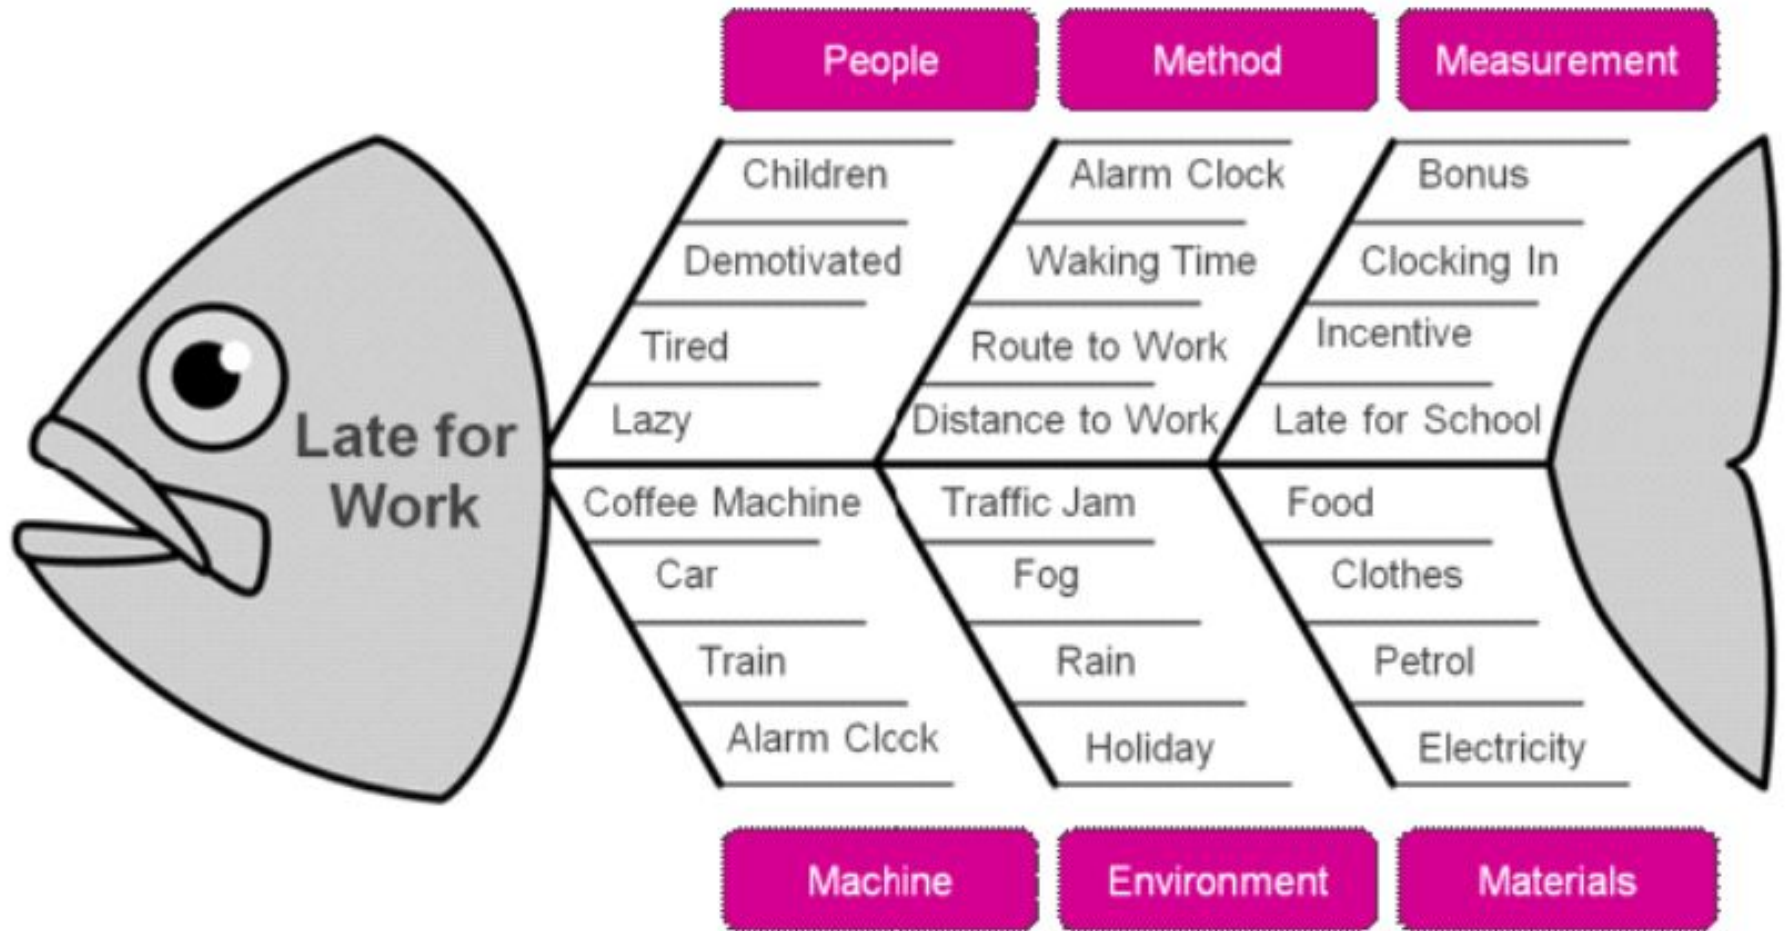 People
Method
Measurement
Children
Alarm Clock
Bonus
Demotivated
Waking Time
Clocking In
Tired
Route to Work
Incentive
Lazy
Distance to Work
Late for School
Late for
Work
Coffee Machine
Traffic Jam
Food
Car
Fog
Clothes
Train
Rain
Petrol
Alarm Clock
Holiday
Electricity
Machine
Environment
Materials